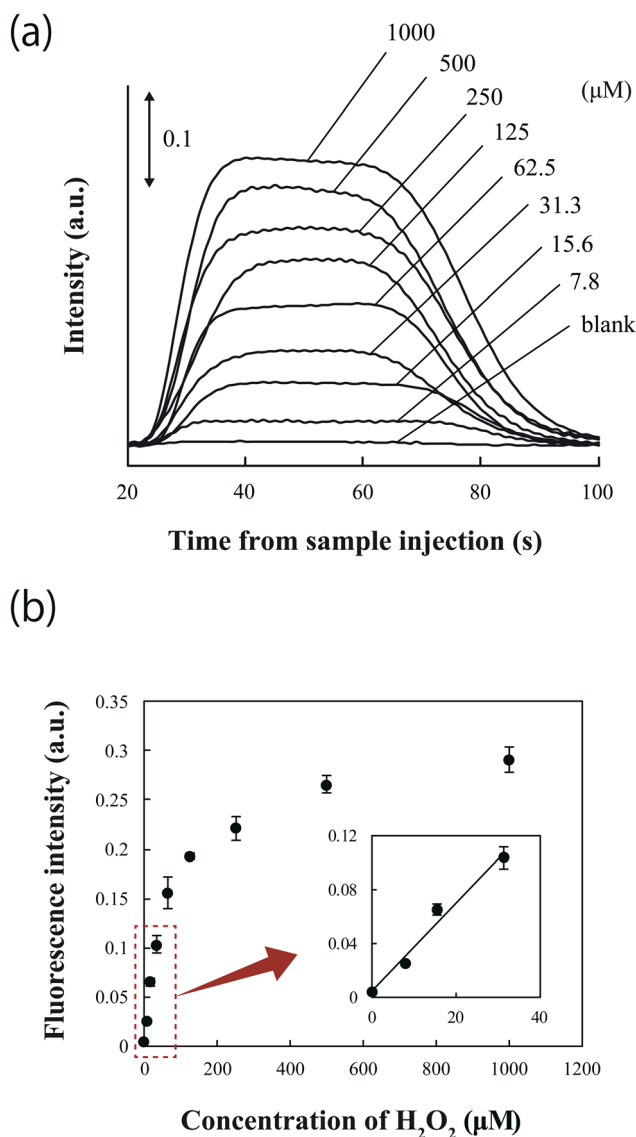 (a)
1000
500
(μM)
250
125
62.5
31.3
15.6
7.8
blank
0.1
Intensity (a.u.)
20 40 60 80 100
Time from sample injection (s)
(b)
Fluorescence intensity (a.u.)
0.35
0.3
0.25
0.2
0.15
0.1
0.05
0
0.12
0.08
0.04
0
0 20 40
0 200 400 600 800 1000 1200
Concentration of H₂O₂ (μM)